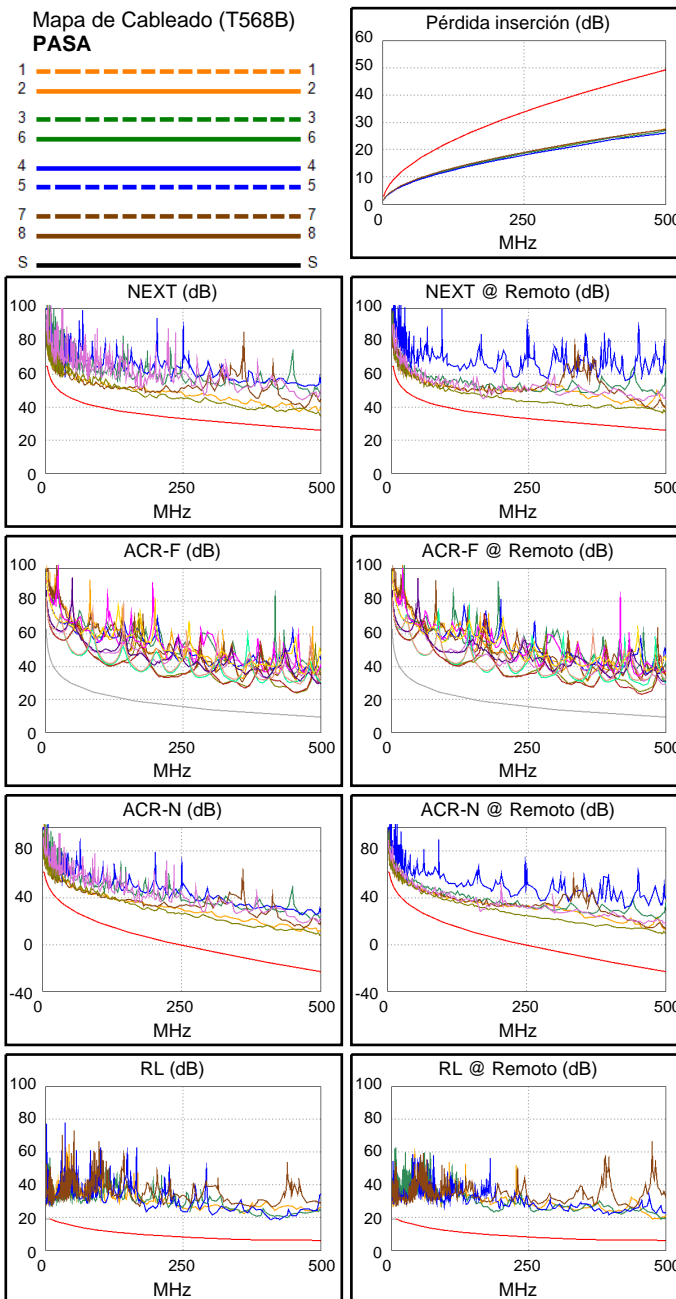 Mapa de Cableado (T568B)
PASA
1 1
2 2
3 3
6 6
4 4
5 5
7 7
8 8
S S
Pérdida inserción (dB)
60
50
40
30
20
10
0
0 250 500
MHz
NEXT (dB)
100
80
60
40
20
0
0 250 500
MHz
NEXT @ Remoto (dB)
100
80
60
40
20
0
0 250 500
MHz
ACR-F (dB)
100
80
60
40
20
0
0 250 500
MHz
ACR-F @ Remoto (dB)
100
80
60
40
20
0
0 250 500
MHz
ACR-N (dB)
80
40
0
-40
0 250 500
MHz
ACR-N @ Remoto (dB)
80
40
0
-40
0 250 500
MHz
RL (dB)
100
80
60
40
20
0
0 250 500
MHz
RL @ Remoto (dB)
100
80
60
40
20
0
0 250 500
MHz